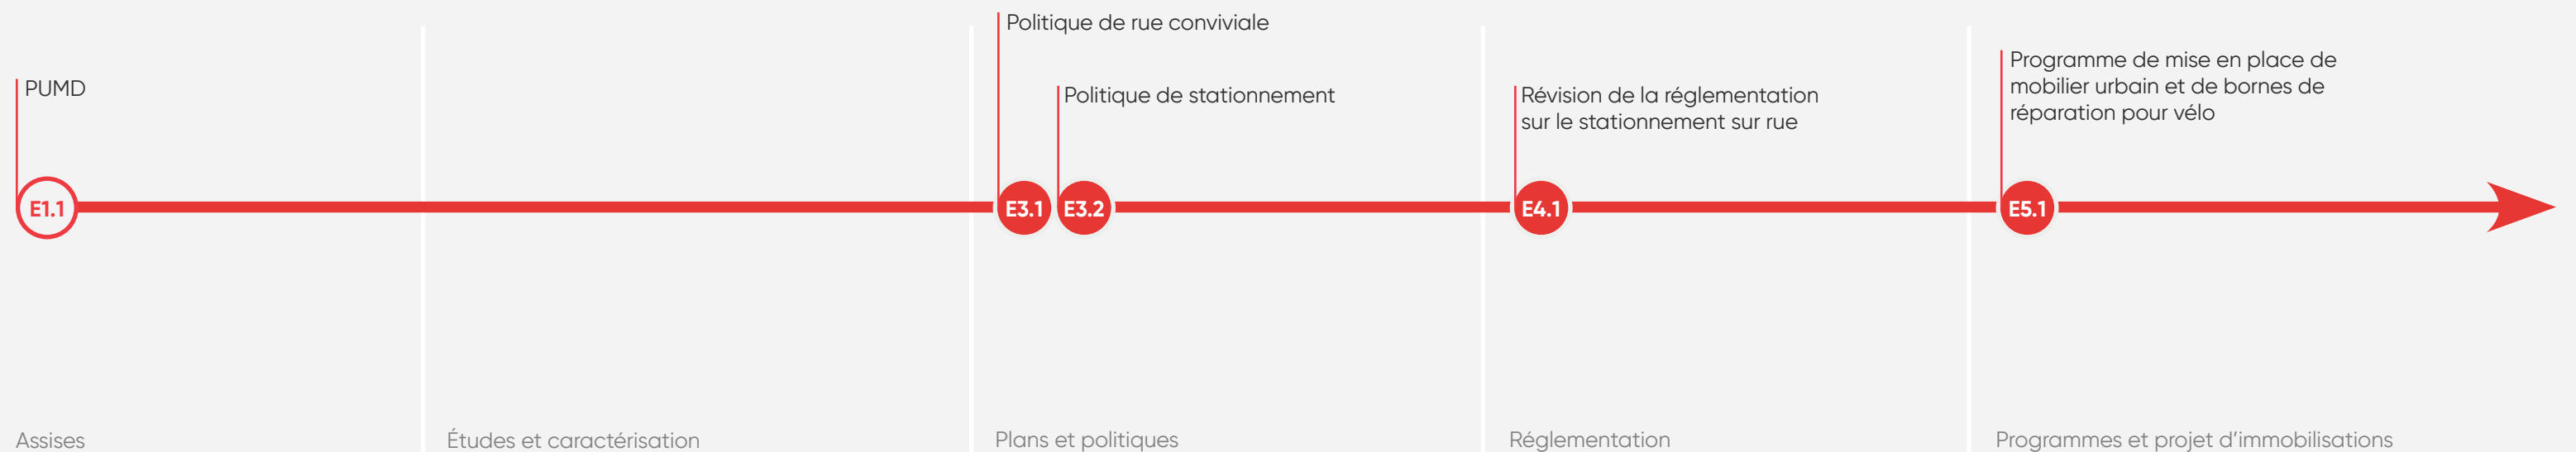 Politique de rue conviviale
PUMD
Politique de stationnement
Révision de la réglementation
sur le stationnement sur rue
Programme de mise en place de
mobilier urbain et de bornes de
réparation pour vélo
E1.1
E3.1
E3.2
E4.1
E5.1
Assises
Études et caractérisation
Plans et politiques
Réglementation
Programmes et projet d’immobilisations